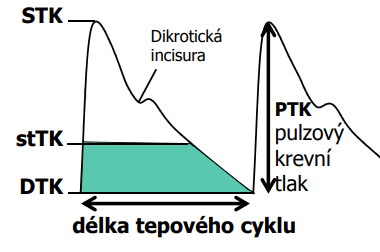 STK
Dikrotická
incisura
PTK
pulzový
krevní
tlak
stTK
DTK
délka tepového cyklu